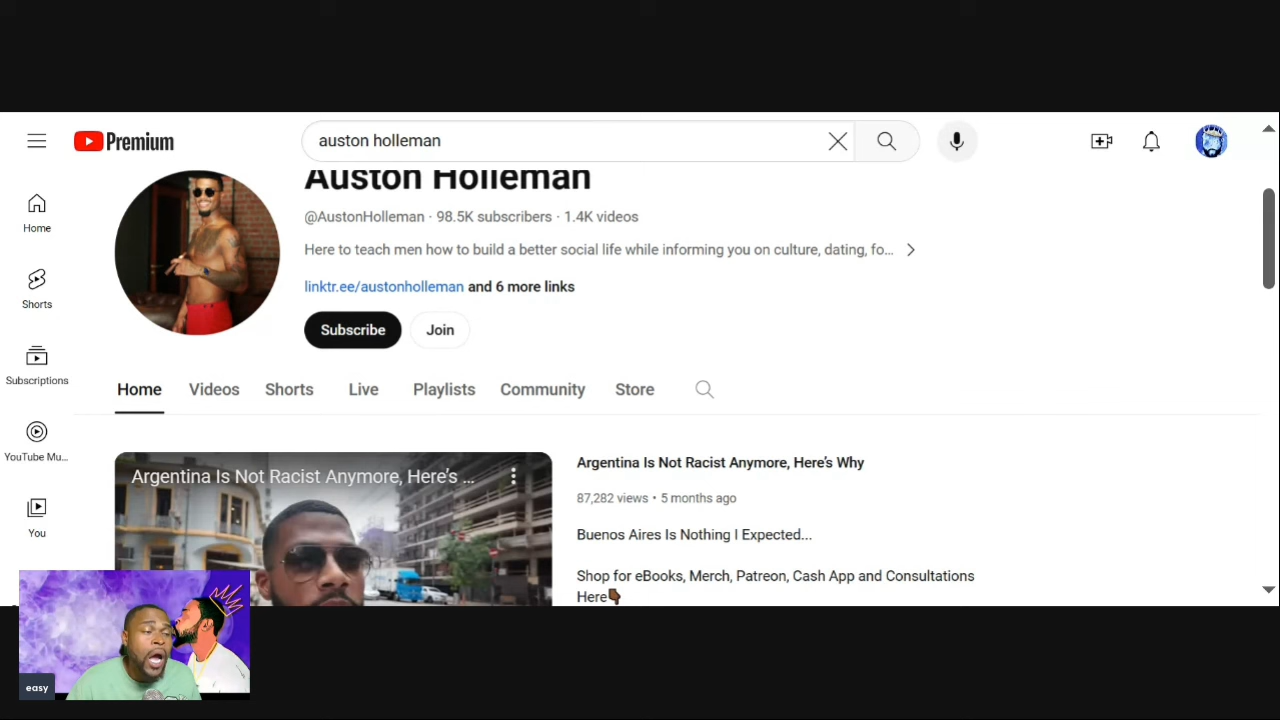 Premium
auston holleman
Auston Holleman
@AustonHolleman · 98.5K subscribers · 1.4K videos
Here to teach men how to build a better social life while informing you on culture, dating, fo...
linktr.ee/austonholleman and 6 more links
Subscribe
Join
Home
Shorts
Subscriptions
YouTube Mu...
You
Home Videos Shorts Live Playlists Community Store
Argentina Is Not Racist Anymore, Here's ...
Argentina Is Not Racist Anymore, Here's Why
87,282 views • 5 months ago
Buenos Aires Is Nothing I Expected...
Shop for eBooks, Merch, Patreon, Cash App and Consultations
Here👇🏿
easy